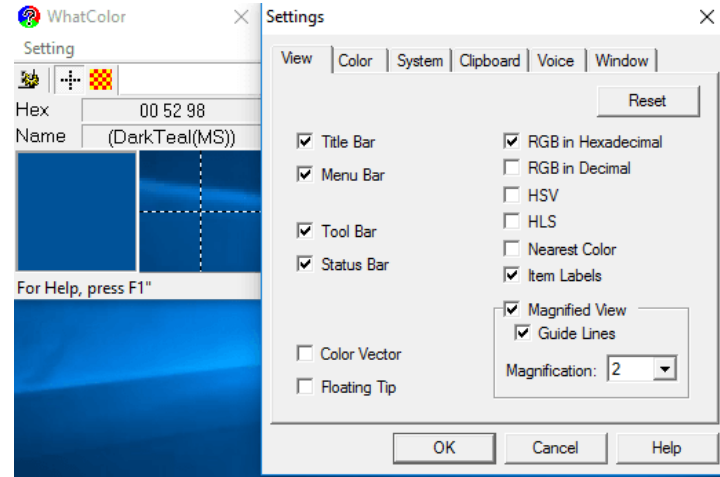 WhatColor
Setting
Hex 00 52 98
Name (DarkTeal(MS))
For Help, press F1"
Settings
View Color System Clipboard Voice Window
Reset
Title Bar
Menu Bar
Tool Bar
Status Bar
Color Vector
Floating Tip
RGB in Hexadecimal
RGB in Decimal
HSV
HLS
Nearest Color
Item Labels
Magnified View
Guide Lines
Magnification: 2
OK Cancel Help